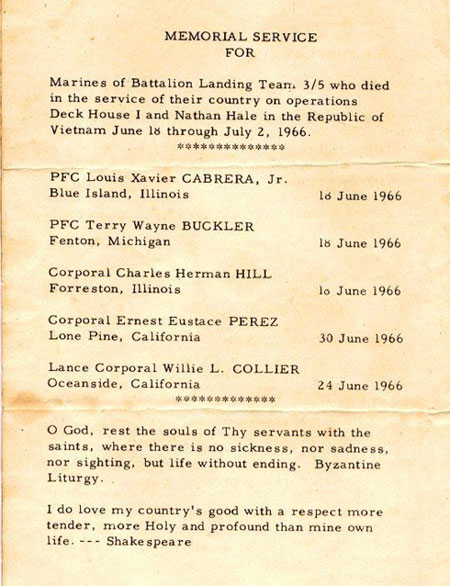 MEMORIAL SERVICE
FOR
Marines of Battalion Landing Team 3/5 who died
in the service of their country on operations
Deck House I and Nathan Hale in the Republic of
Vietnam June 18 through July 2, 1966.
**************
PFC Louis Xavier CABRERA, Jr.
Blue Island, Illinois 18 June 1966
PFC Terry Wayne BUCKLER
Fenton, Michigan 18 June 1966
Corporal Charles Herman HILL
Forreston, Illinois 18 June 1966
Corporal Ernest Eustace PEREZ
Lone Pine, California 30 June 1966
Lance Corporal Willie L. COLLIER
Oceanside, California 24 June 1966
*************
O God, rest the souls of Thy servants with the
saints, where there is no sickness, nor sadness,
nor sighting, but life without ending. Byzantine
Liturgy.
I do love my country's good with a respect more
tender, more Holy and profound than mine own
life. --- Shakespeare